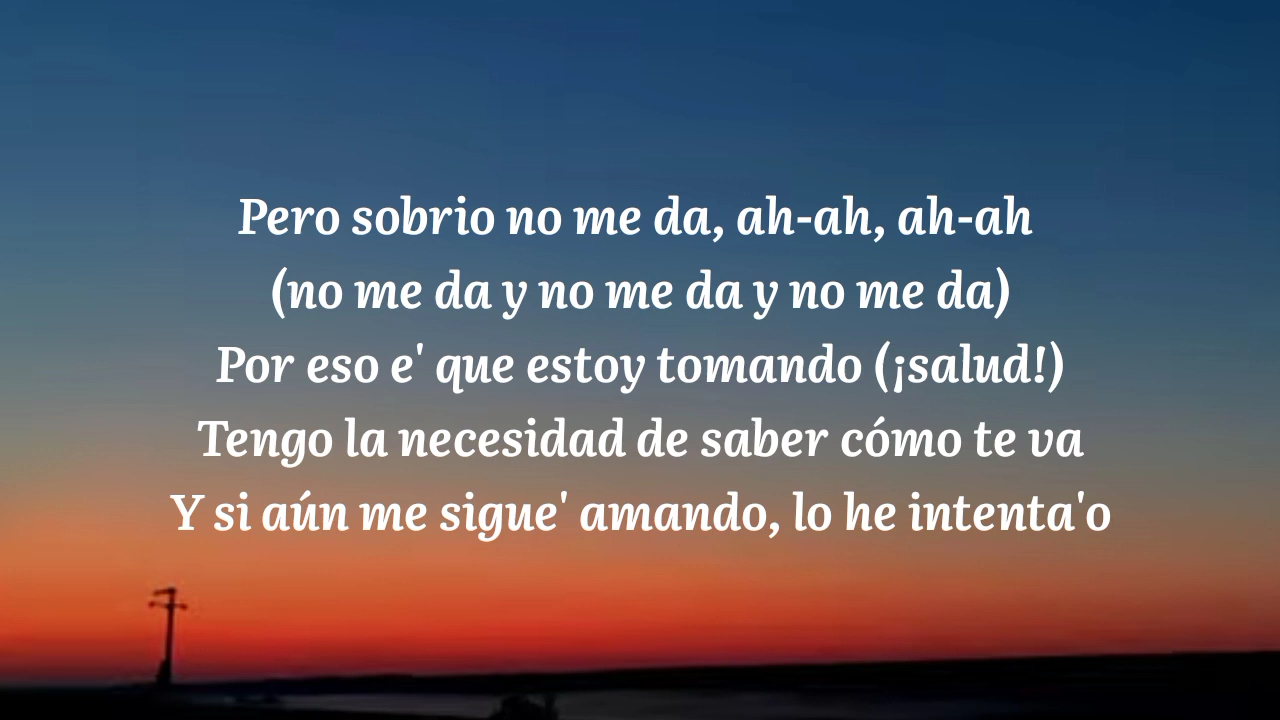 Pero sobrio no me da, ah-ah, ah-ah
(no me da y no me da y no me da)
Por eso e' que estoy tomando (¡salud!)
Tengo la necesidad de saber cómo te va
Y si aún me sigue' amando, lo he intenta'o